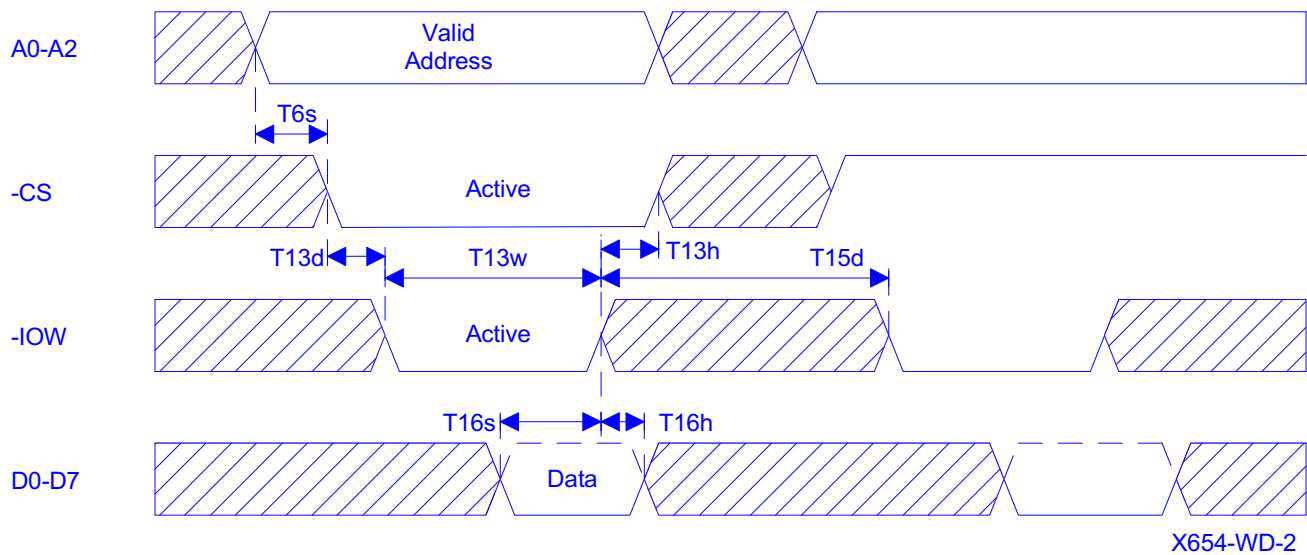 A0-A2
Valid
Address
T6s
-CS
Active
T13d
T13w
T13h
T15d
-IOW
Active
T16s
T16h
D0-D7
Data
X654-WD-2